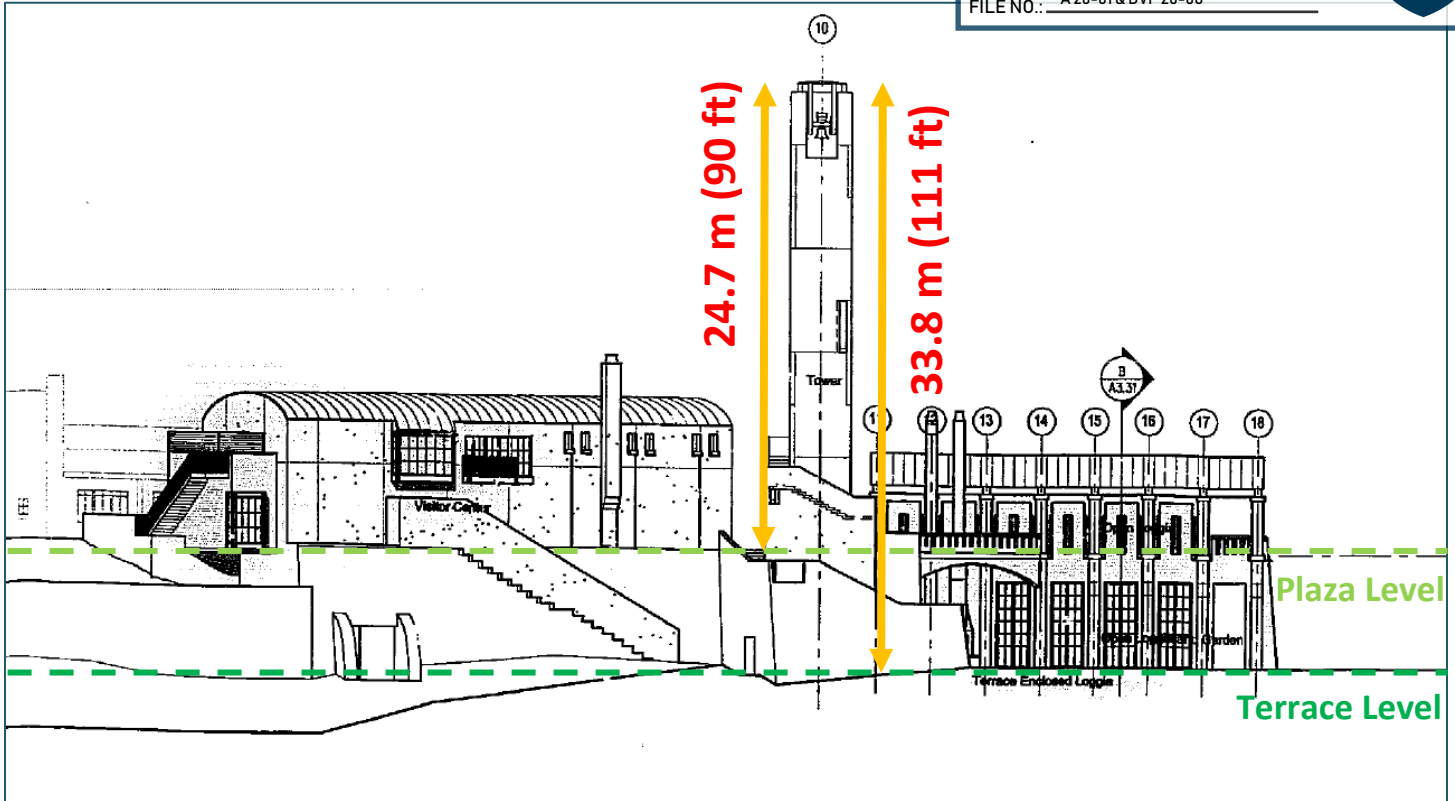 FILE NO.:
10
24.7 m (90 ft)
33.8 m (111 ft)
Tower
B
A3.31
13
14
15
16
17
18
Visitor Center
Plaza Level
Terrace Enclosed Loggia
Terrace Level